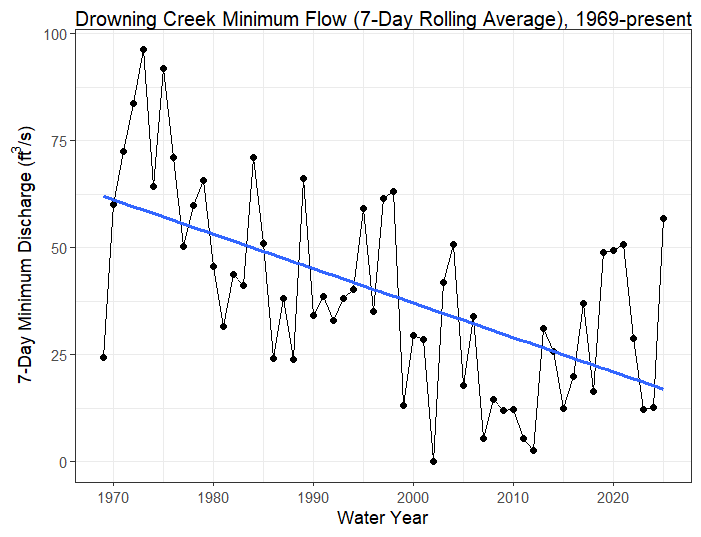 Drowning Creek Minimum Flow (7-Day Rolling Average), 1969-present
100
75
50
25
0
7-Day Minimum Discharge (ft³/s)
1970 1980 1990 2000 2010 2020
Water Year